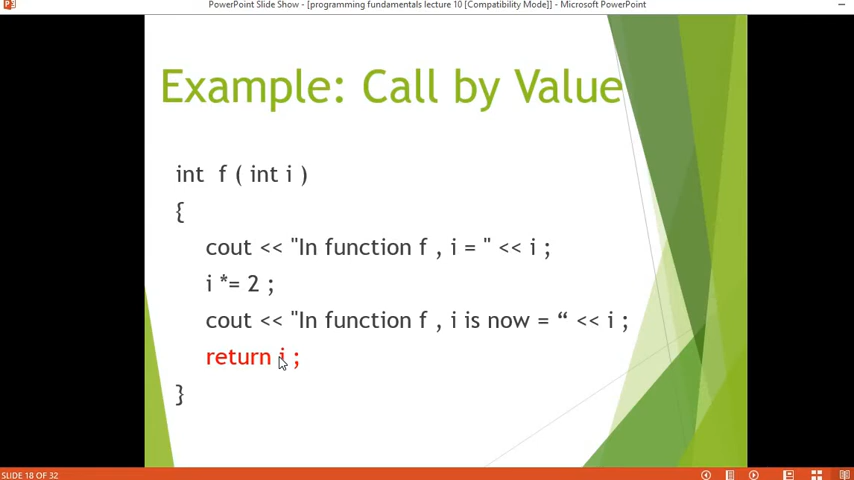 PowerPoint Slide Show - [programming fundamentals lecture 10 [Compatibility Mode]] - Microsoft PowerPoint
Example: Call by Value
int f ( int i )
{
cout << "In function f , i = " << i ;
i *= 2 ;
cout << "In function f , i is now = “ << i ;
return i ;
}
SLIDE 18 OF 32